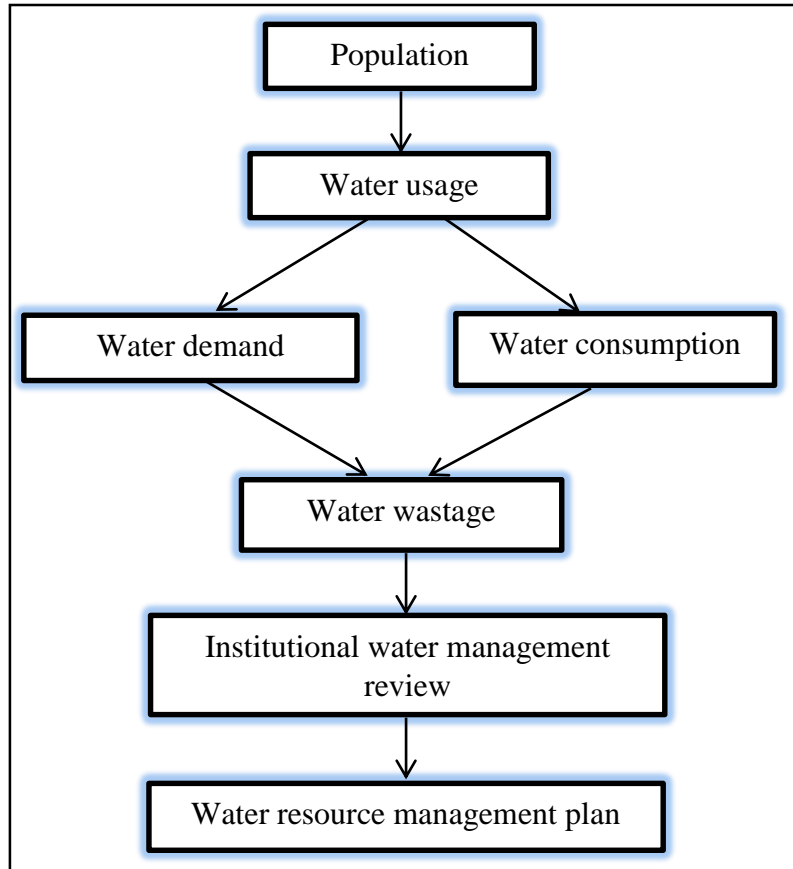 Population
Water usage
Water demand
Water consumption
Water wastage
Institutional water management
review
Water resource management plan